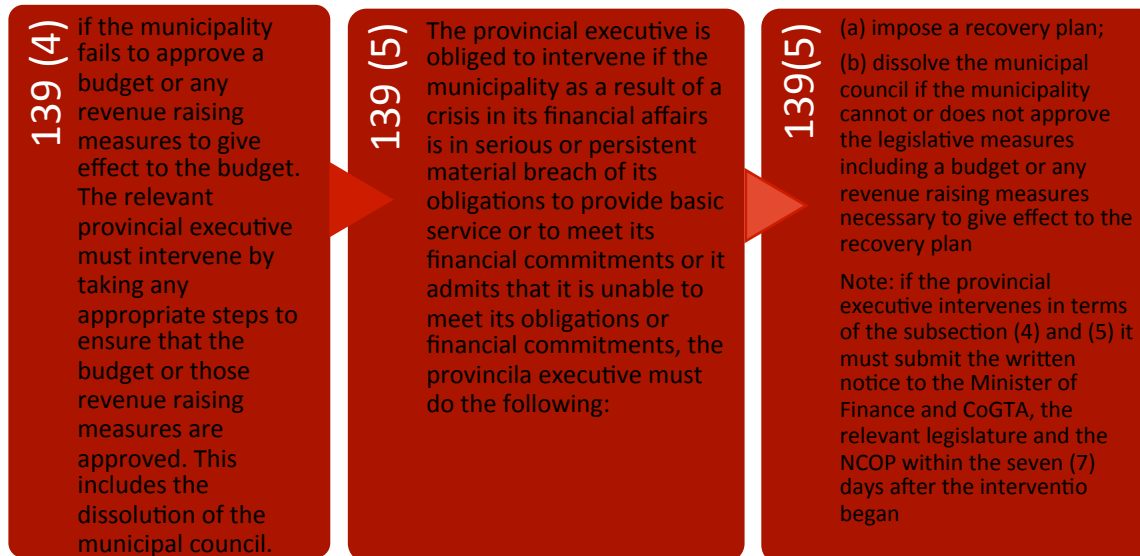 139 (4)
if the municipality
fails to approve a
budget or any
revenue raising
measures to give
effect to the budget.
The relevant
provincial executive
must intervene by
taking any
appropriate steps to
ensure that the
budget or those
revenue raising
measures are
approved. This
includes the
dissolution of the
municipal council.
139 (5)
The provincial executive is
obliged to intervene if the
municipality as a result of a
crisis in its financial affairs
is in serious or persistent
material breach of its
obligations to provide basic
service or to meet its
financial commitments or it
admits that it is unable to
meet its obligations or
financial commitments, the
provincila executive must
do the following:
139(5)
(a) impose a recovery plan;
(b) dissolve the municipal
council if the municipality
cannot or does not approve
the legislative measures
including a budget or any
revenue raising measures
necessary to give effect to the
recovery plan
Note: if the provincial
executive intervenes in terms
of the subsection (4) and (5) it
must submit the written
notice to the Minister of
Finance and CoGTA, the
relevant legislature and the
NCOP within the seven (7)
days after the interventio
began